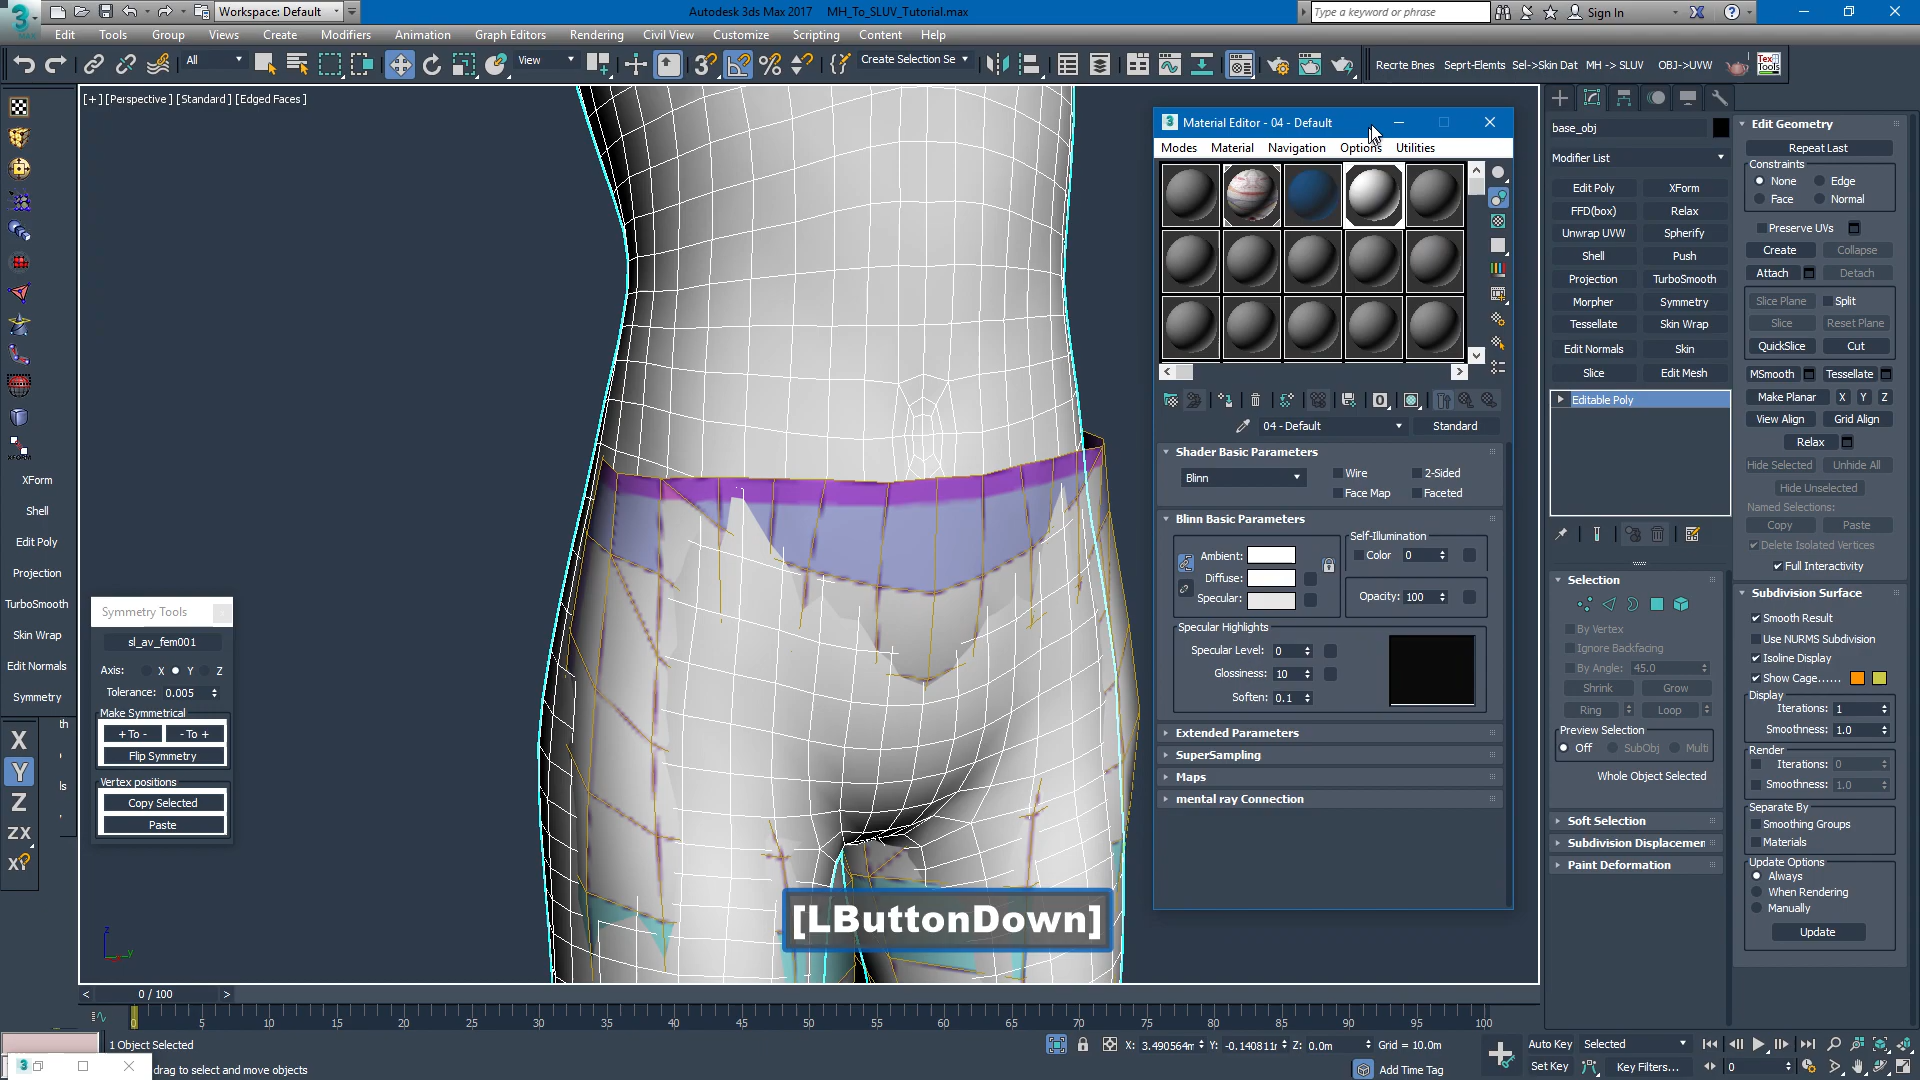 Workspace: Default
Autodesk 3ds Max 2017 MH_To_SLUV_Tutorial.max
Type a keyword or phrase
Sign In
3
MAX
Edit Tools Group Views Create Modifiers Animation Graph Editors Rendering Civil View Customize Scripting Content Help
All
View
Create Selection Se
Recrte Bnes Seprt-Elemts Sel->Skin Dat MH -> SLUV OBJ->UVW
[+] [Perspective] [Standard] [Edged Faces]
Material Editor - 04 - Default
Modes Material Navigation Options Utilities
04 - Default
Standard
Shader Basic Parameters
Blinn
Wire
2-Sided
Face Map
Faceted
Blinn Basic Parameters
Self-Illumination
Ambient:
Color 0
Diffuse:
Specular:
Opacity: 100
Specular Highlights
Specular Level: 0
Glossiness: 10
Soften: 0.1
Extended Parameters
SuperSampling
Maps
mental ray Connection
XForm
Shell
Edit Poly
Projection
TurboSmooth
Skin Wrap
Edit Normals
Symmetry
X
Y
Z
ZX
XY
th
ls
Symmetry Tools
sl_av_fem001
Axis: X Y Z
Tolerance: 0.005
Make Symmetrical
+ To -
- To +
Flip Symmetry
Vertex positions
Copy Selected
Paste
[LButtonDown]
base_obj
Modifier List
Edit Poly XForm
FFD(box) Relax
Unwrap UVW Spherify
Shell Push
Projection TurboSmooth
Morpher Symmetry
Tessellate Skin Wrap
Edit Normals Skin
Slice Edit Mesh
Editable Poly
Selection
By Vertex
Ignore Backfacing
By Angle: 45.0
Shrink Grow
Ring Loop
Preview Selection
Off SubObj Multi
Whole Object Selected
Soft Selection
Subdivision Displacemen
Paint Deformation
Edit Geometry
Repeat Last
Constraints
None Edge
Face Normal
Preserve UVs
Create Collapse
Attach Detach
Slice Plane Split
Slice Reset Plane
QuickSlice Cut
MSmooth Tessellate
Make Planar X Y Z
View Align Grid Align
Relax
Hide Selected Unhide All
Hide Unselected
Named Selections:
Copy Paste
Delete Isolated Vertices
Full Interactivity
Subdivision Surface
Smooth Result
Use NURMS Subdivision
Isoline Display
Show Cage......
Display
Iterations: 1
Smoothness: 1.0
Render
Iterations: 0
Smoothness: 1.0
Separate By
Smoothing Groups
Materials
Update Options
Always
When Rendering
Manually
Update
z
y
< 0 / 100 >
0 5 10 15 20 25 30 35 40 45 50 55 60 65 70 75 80 85 90 95 100
1 Object Selected
drag to select and move objects
X: 3.490564m Y: -0.140811r Z: 0.0m Grid = 10.0m
Add Time Tag
Auto Key Selected
Set Key Key Filters...
0